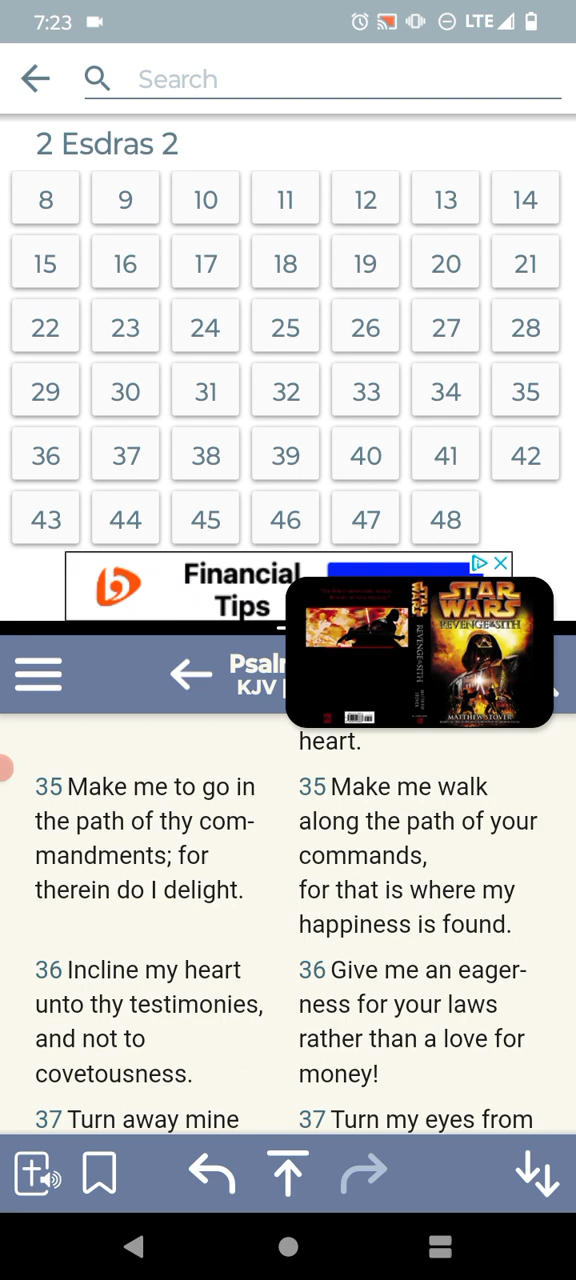 7:23
LTE
Search
2 Esdras 2
8 9 10 11 12 13 14
15 16 17 18 19 20 21
22 23 24 25 26 27 28
29 30 31 32 33 34 35
36 37 38 39 40 41 42
43 44 45 46 47 48
Financial
Tips
STAR
WARS
REVENGE OF THE SITH
MATTHEW STOVER
STAR
WARS
KJV
heart.
35 Make me to go in
the path of thy com-
mandments; for
therein do I delight.
35 Make me walk
along the path of your
commands,
for that is where my
happiness is found.
36 Incline my heart
unto thy testimonies,
and not to
covetousness.
36 Give me an eager-
ness for your laws
rather than a love for
money!
37 Turn away mine
37 Turn my eyes from